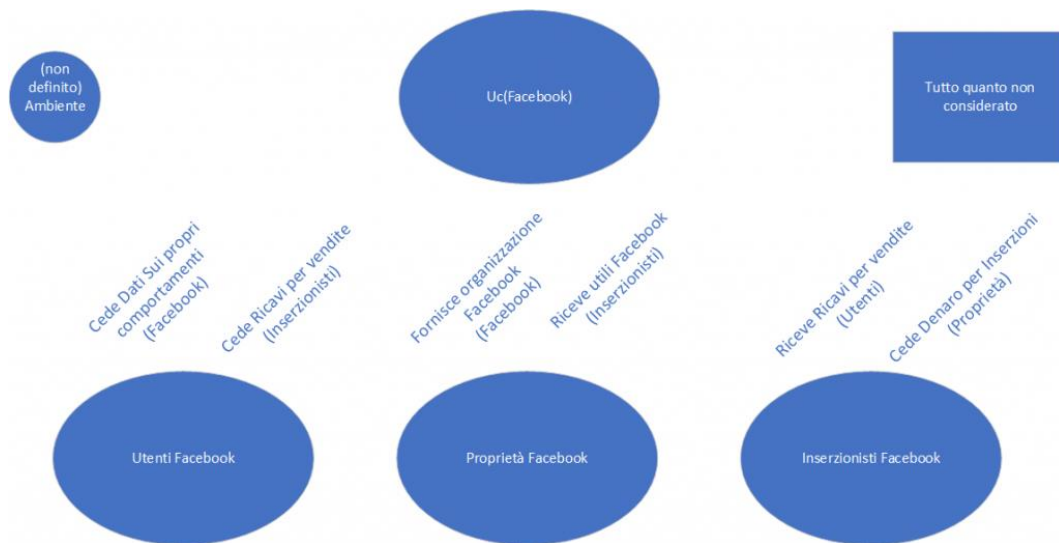 (non
definito)
Ambiente
Uc(Facebook)
Tutto quanto non
considerato
Cede Dati Sui propri
comportamenti
(Facebook)
Cede Ricavi per vendite
(Inserzionisti)
Fornisce organizzazione
Facebook
(Facebook)
Riceve utili Facebook
(Inserzionisti)
Riceve Ricavi per vendite
(Utenti)
Cede Denaro per Inserzioni
(Proprietà)
Utenti Facebook
Proprietà Facebook
Inserzionisti Facebook